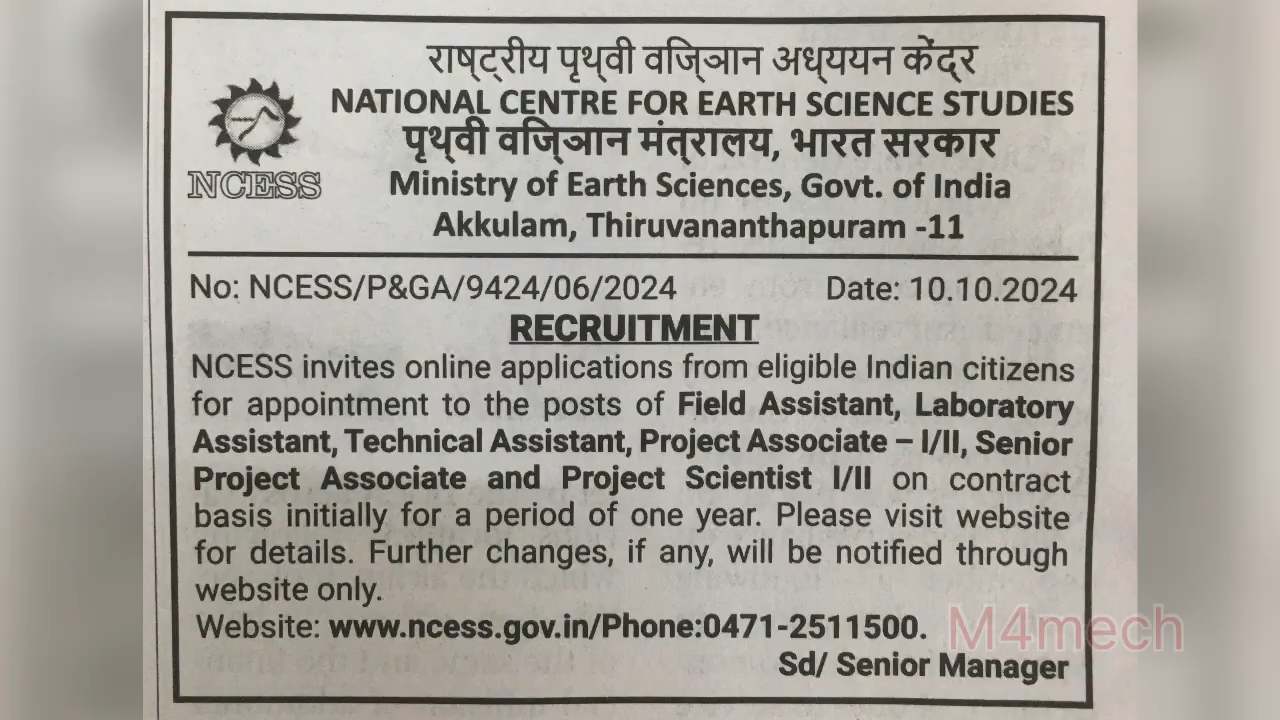 राष्ट्रीय पृथ्वी वज्ञिान अध्ययन केंद्र
NATIONAL CENTRE FOR EARTH SCIENCE STUDIES
पृथ्वी वज्ञिान मंत्रालय, भारत सरकार
NCESS
Ministry of Earth Sciences, Govt. of India
Akkulam, Thiruvananthapuram -11
No: NCESS/P&GA/9424/06/2024 Date: 10.10.2024
RECRUITMENT
NCESS invites online applications from eligible Indian citizens
for appointment to the posts of Field Assistant, Laboratory
Assistant, Technical Assistant, Project Associate – I/II, Senior
Project Associate and Project Scientist I/II on contract
basis initially for a period of one year. Please visit website
for details. Further changes, if any, will be notified through
website only.
Website: www.ncess.gov.in/Phone:0471-2511500.
M4mech
Sd/ Senior Manager